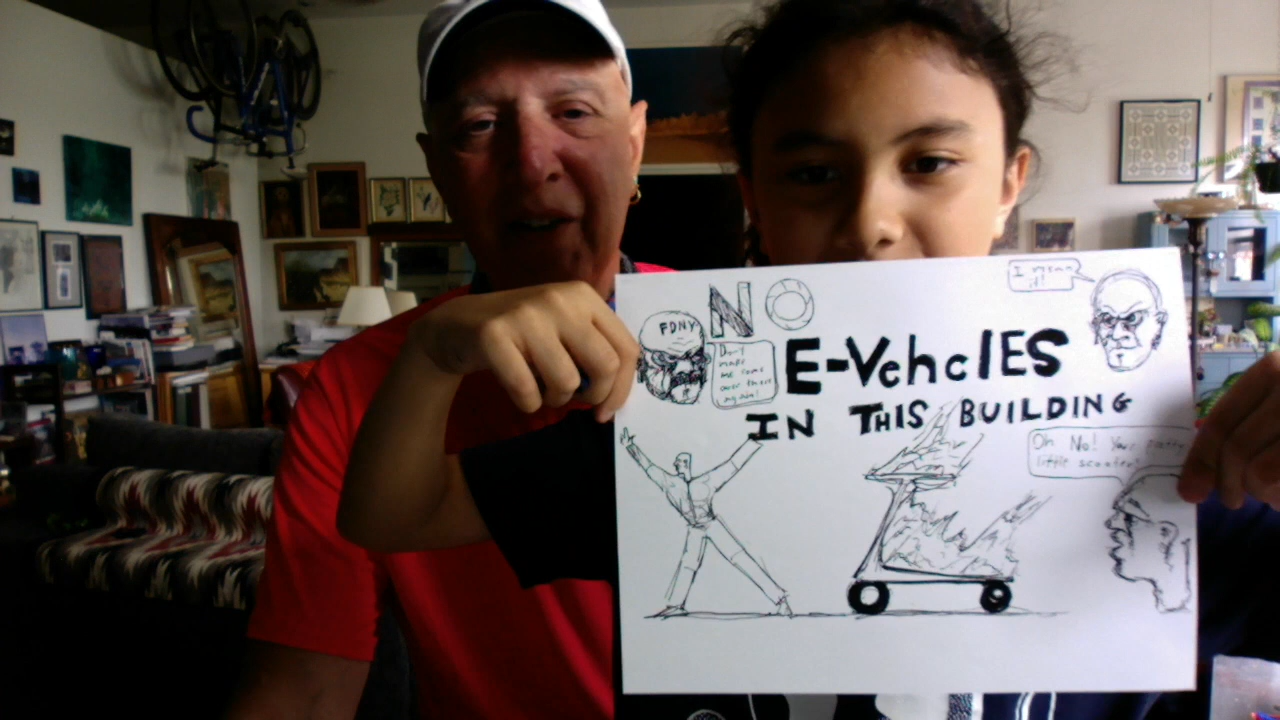 NO
I mean
it!
FDNY
Don't
make
me come
over there
again!
E-VehclES
IN THIS BUILDING
Oh No! Your pretty
little scooter